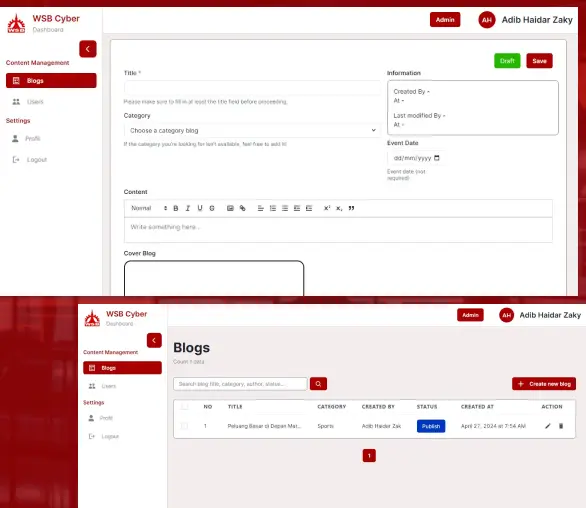 WSB Cyber
Dashboard
Admin
AH
Adib Haidar Zaky
Content Management
Blogs
Users
Settings
Profil
Logout
Draft
Save
Title *
Please make sure to fill in at least the title field before proceeding.
Category
Choose a category blog
If the category you're looking for isn't available, feel free to add it!
Information
Created By -
At -
Last modified By -
At -
Event Date
dd/mm/yyyy
Event date (not
required)
Content
Normal B I U S X² X₂ ❞
Write something here...
Cover Blog
WSB Cyber
Dashboard
Admin
AH
Adib Haidar Zaky
Content Management
Blogs
Users
Settings
Profil
Logout
Blogs
Count 1 data
Search blog title, category, author, status...
+ Create new blog
NO TITLE CATEGORY CREATED BY STATUS CREATED AT ACTION
1 Peluang Besar di Depan Mat... Sports Adib Haidar Zak Publish April 27, 2024 at 7:54 AM
1